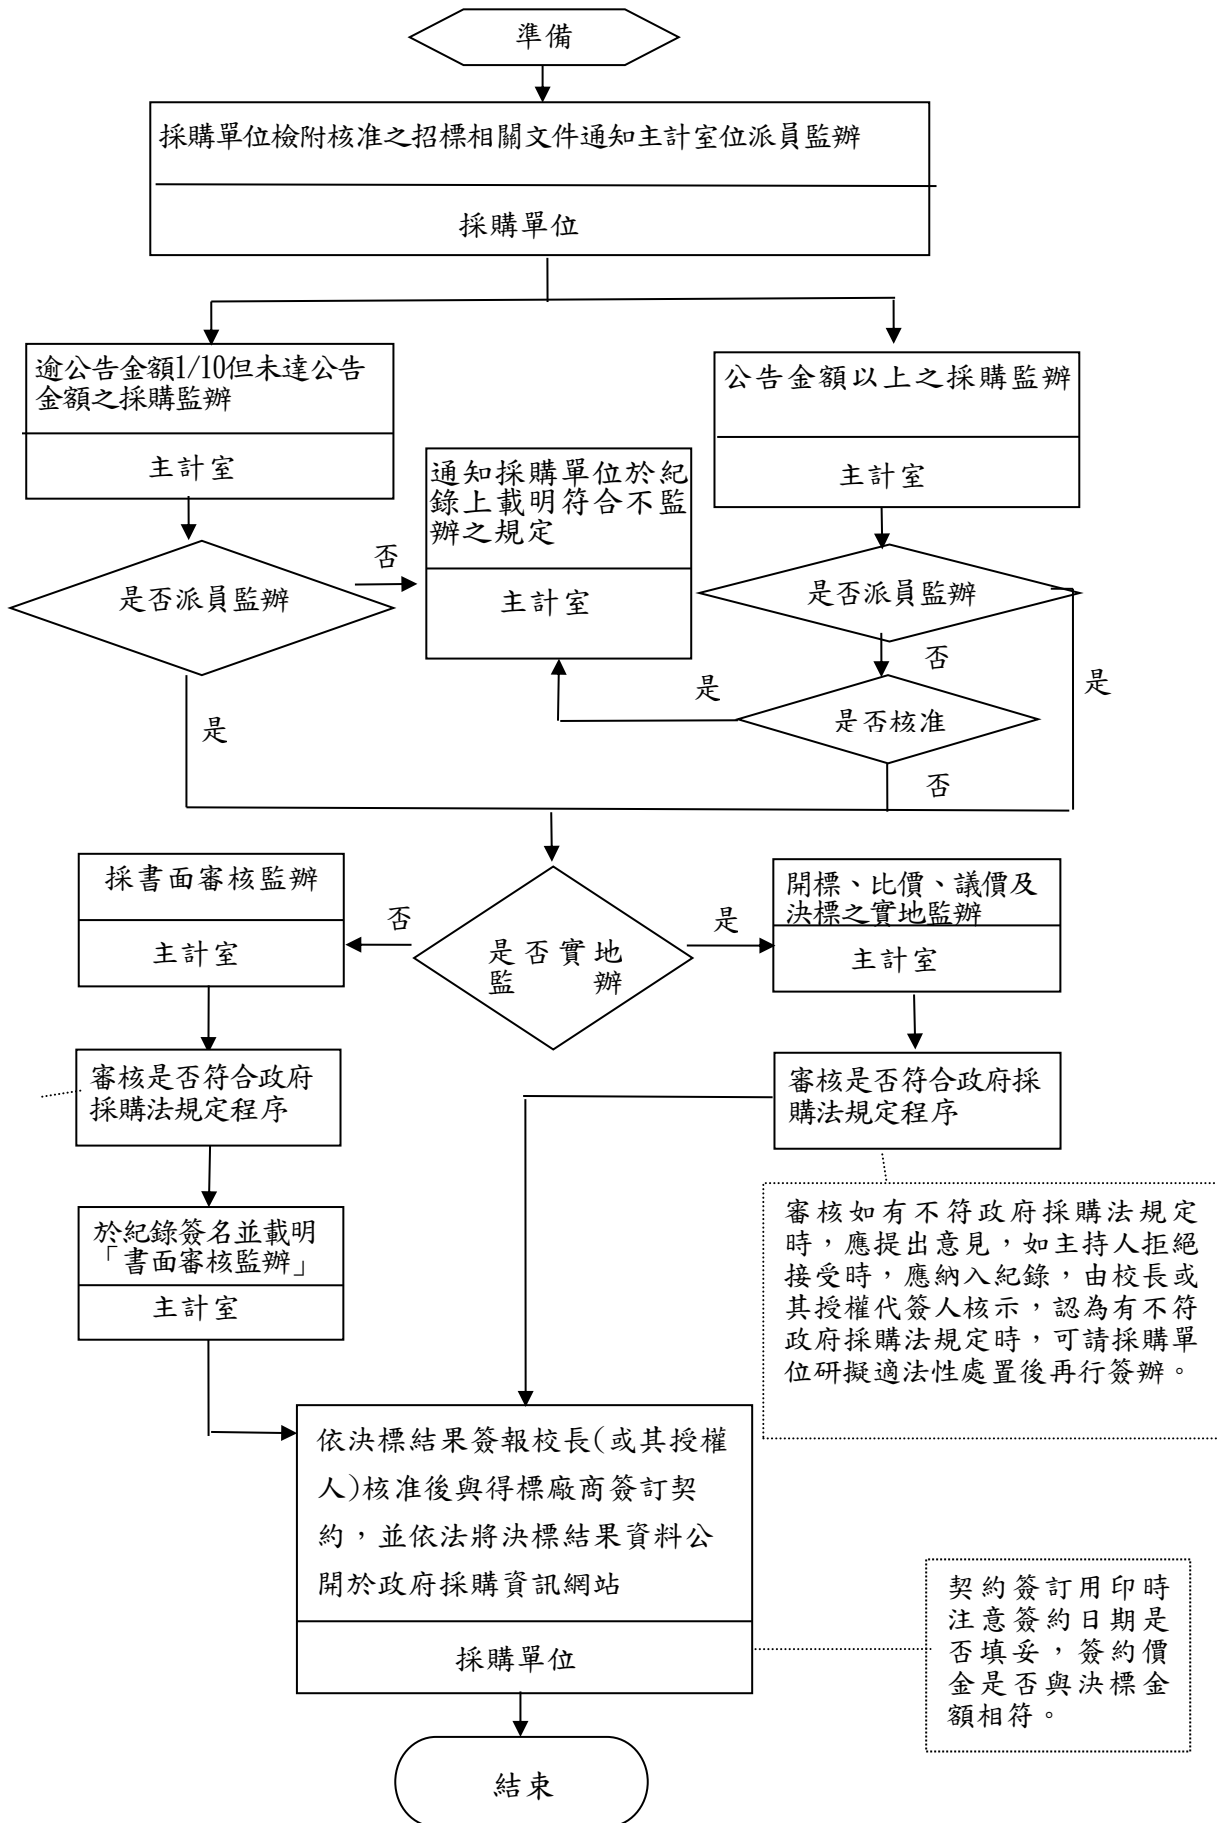 準備
採購單位檢附核准之招標相關文件通知主計室位派員監辦
採購單位
逾公告金額1/10但未達公告
金額之採購監辦
主計室
公告金額以上之採購監辦
主計室
通知採購單位於紀
錄上載明符合不監
辦之規定
主計室
是否派員監辦
否
是
是否派員監辦
否
是
是否核准
是
否
是否實地
監辦
否
是
採書面審核監辦
主計室
開標、比價、議價及
決標之實地監辦
主計室
審核是否符合政府
採購法規定程序
審核是否符合政府採
購法規定程序
於紀錄簽名並載明
「書面審核監辦」
主計室
審核如有不符政府採購法規定
時，應提出意見，如主持人拒絕
接受時，應納入紀錄，由校長或
其授權代簽人核示，認為有不符
政府採購法規定時，可請採購單
位研擬適法性處置後再行簽辦。
依決標結果簽報校長(或其授權
人)核准後與得標廠商簽訂契
約，並依法將決標結果資料公
開於政府採購資訊網站
採購單位
契約簽訂用印時
注意簽約日期是
否填妥，簽約價
金是否與決標金
額相符。
結束